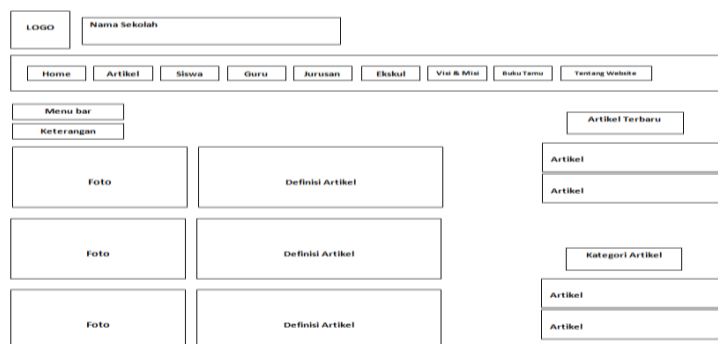 LOGO
Nama Sekolah
Home
Artikel
Siswa
Guru
Jurusan
Ekskul
Visi & Misi
Buku Tamu
Tentang Website
Menu bar
Keterangan
Artikel Terbaru
Artikel
Artikel
Foto
Definisi Artikel
Foto
Definisi Artikel
Kategori Artikel
Artikel
Artikel
Foto
Definisi Artikel